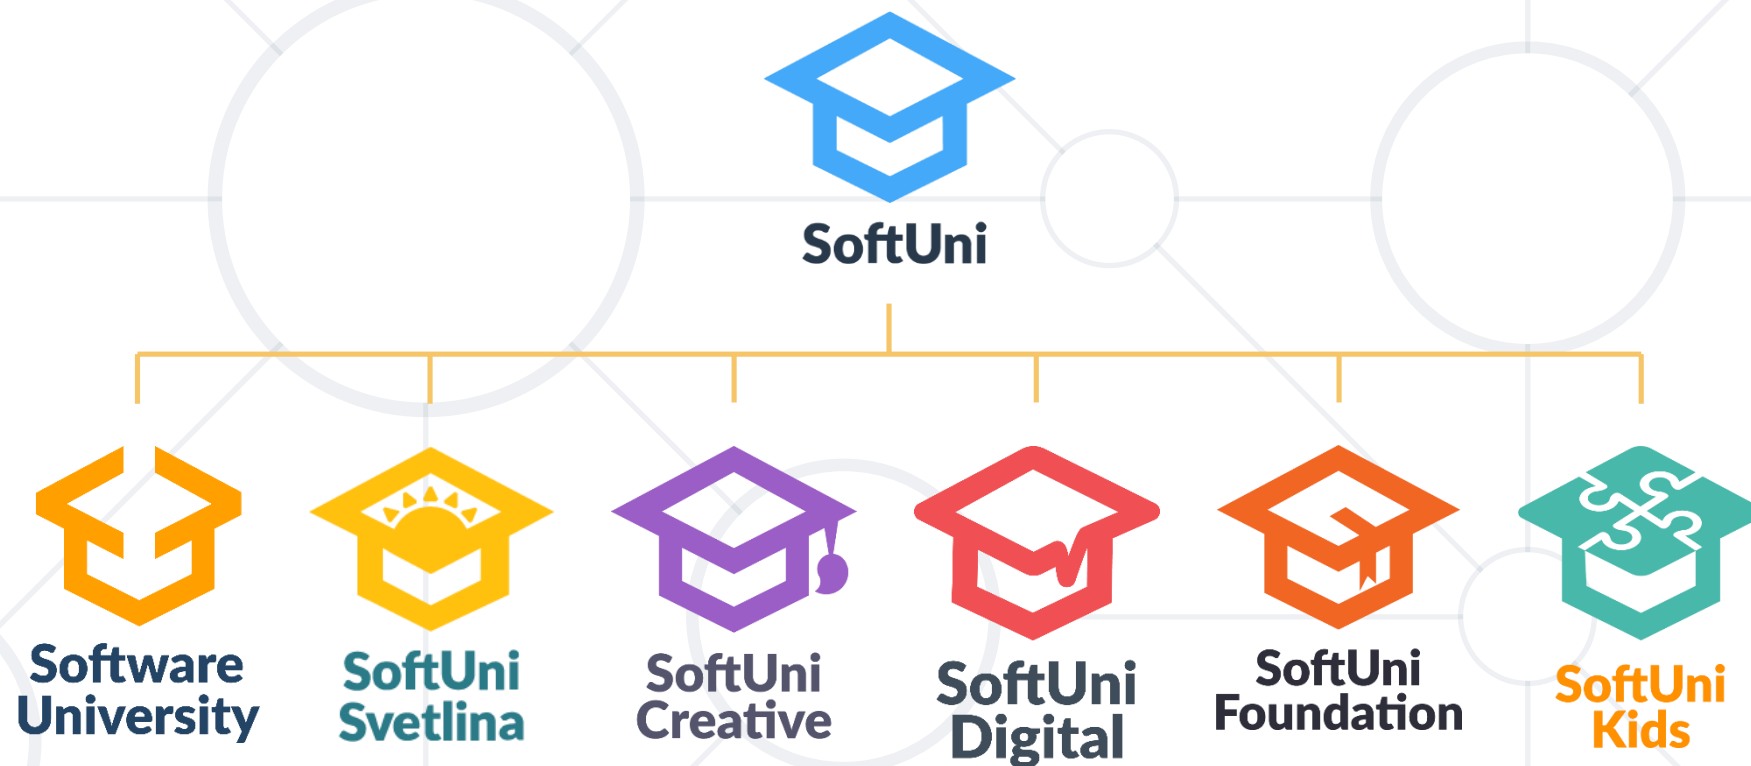 SoftUni
Software
University
SoftUni
Svetlina
SoftUni
Creative
SoftUni
Digital
SoftUni
Foundation
SoftUni
Kids